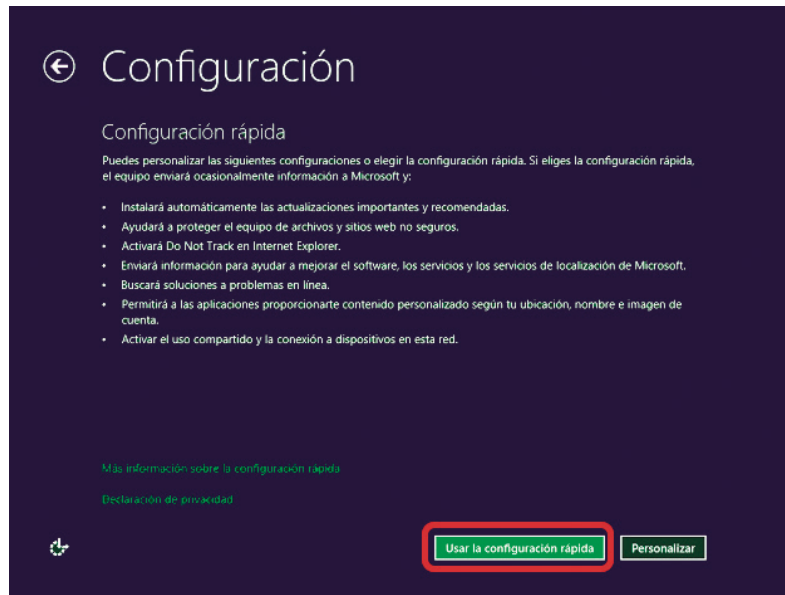 Configuración
Configuración rápida
Puedes personalizar las siguientes configuraciones o elegir la configuración rápida. Si eliges la configuración rápida,
el equipo enviará ocasionalmente información a Microsoft y:
• Instalará automáticamente las actualizaciones importantes y recomendadas.
• Ayudará a proteger el equipo de archivos y sitios web no seguros.
• Activará Do Not Track en Internet Explorer.
• Enviará información para ayudar a mejorar el software, los servicios y los servicios de localización de Microsoft.
• Buscará soluciones a problemas en línea.
• Permitirá a las aplicaciones proporcionarte contenido personalizado según tu ubicación, nombre e imagen de
cuenta.
• Activar el uso compartido y la conexión a dispositivos en esta red.
Más información sobre la configuración rápida
Declaración de privacidad
Usar la configuración rápida Personalizar